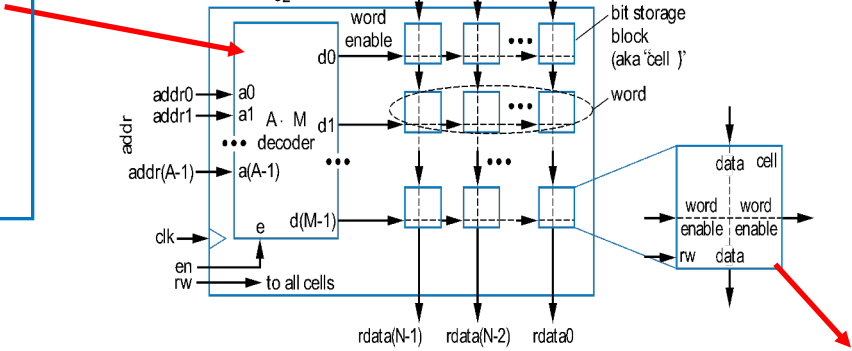 word
enable
bit storage
block
(aka "cell")
d0
word
addr0
addr1
addr
addr(A-1)
a0
a1
a(A-1)
A · M
decoder
d1
d(M-1)
e
clk
en
rw
to all cells
data cell
word word
enable enable
rw data
rdata(N-1) rdata(N-2) rdata0